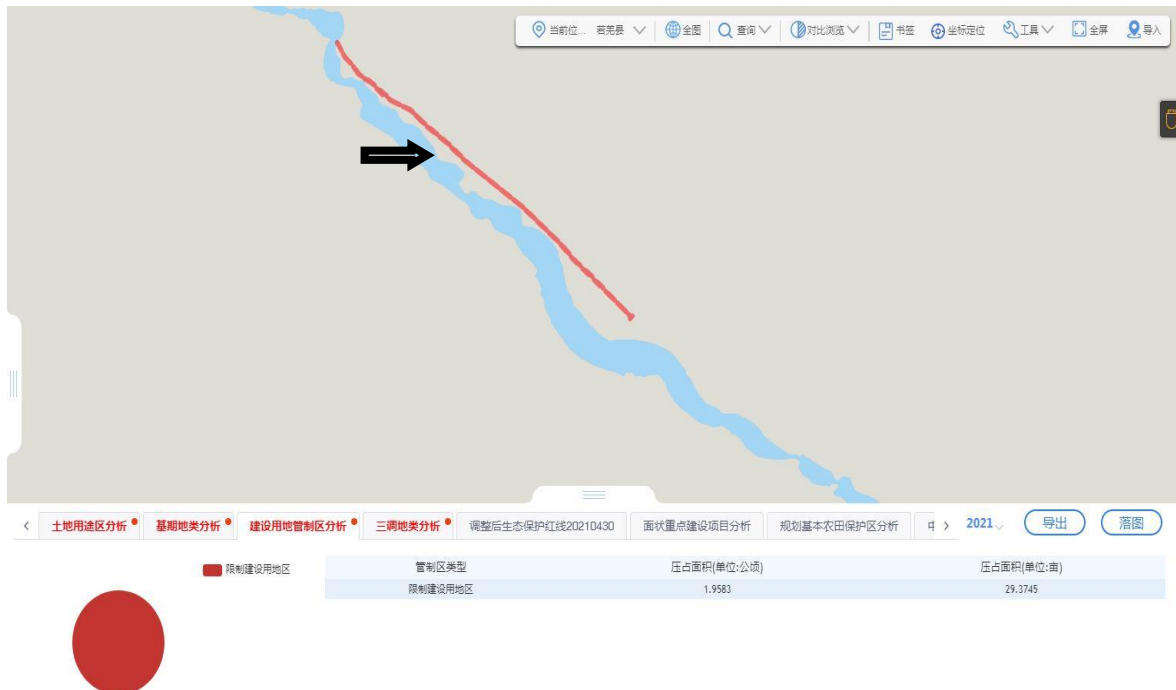 当前位... 若羌县 全图 查询 对比浏览 书签 坐标定位 工具 全屏 导入
土地用途区分析 基期地类分析 建设用地管制区分析 三调地类分析 调整后生态保护红线20210430 面状重点建设项目分析 规划基本农田保护区分析 2021 导出 落图
限制建设用地区 管制区类型 压占面积(单位:公顷) 压占面积(单位:亩)
限制建设用地区 1.9583 29.3745